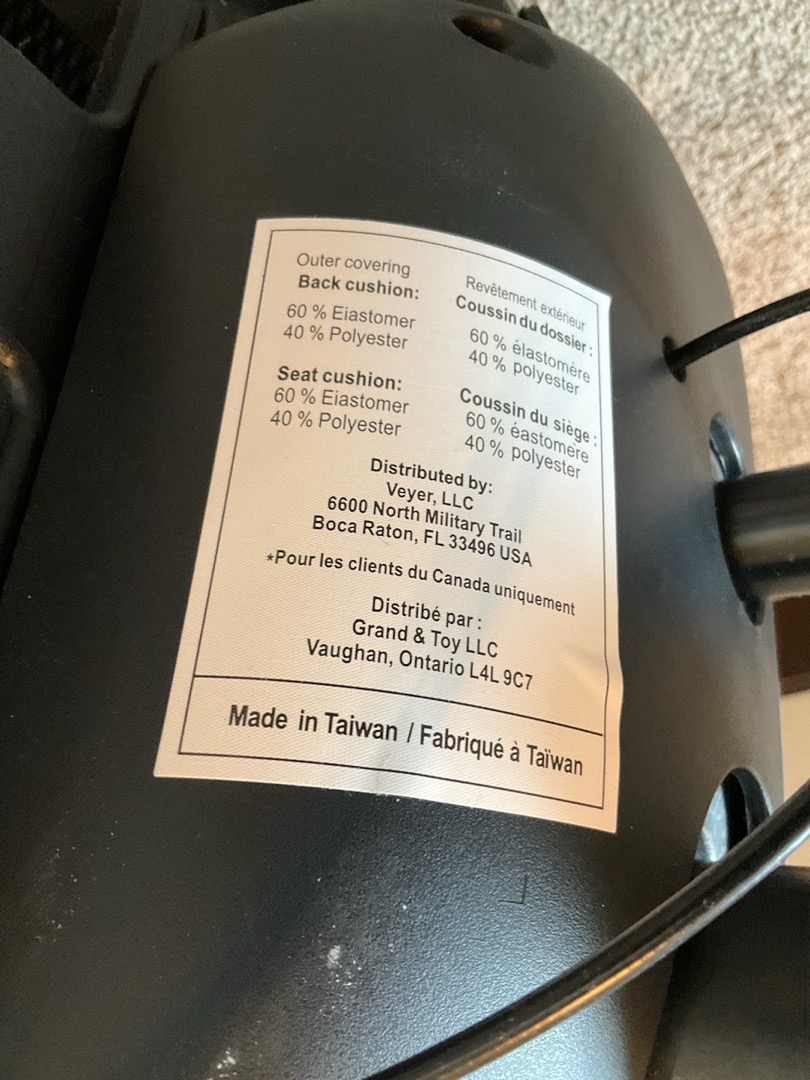 Outer covering
Back cushion:
60 % Eiastomer
40 % Polyester
Seat cushion:
60 % Eiastomer
40 % Polyester
Revêtement extérieur
Coussin du dossier :
60 % élastomère
40 % polyester
Coussin du siège :
60 % éastomère
40 % polyester
Distributed by:
Veyer, LLC
6600 North Military Trail
Boca Raton, FL 33496 USA
*Pour les clients du Canada uniquement
Distribé par :
Grand & Toy LLC
Vaughan, Ontario L4L 9C7
Made in Taiwan / Fabriqué à Taïwan